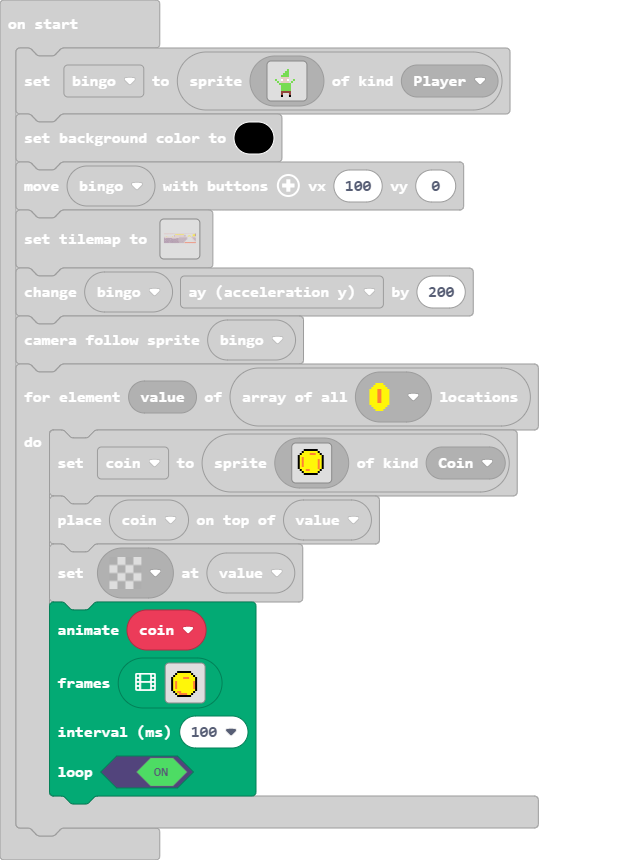 on start
set bingo to sprite of kind Player
set background color to
move bingo with buttons vx 100 vy 0
set tilemap to
change bingo ay (acceleration y) by 200
camera follow sprite bingo
for element value of array of all locations
do
set coin to sprite of kind Coin
place coin on top of value
set at value
animate coin
frames
interval (ms) 100
loop ON